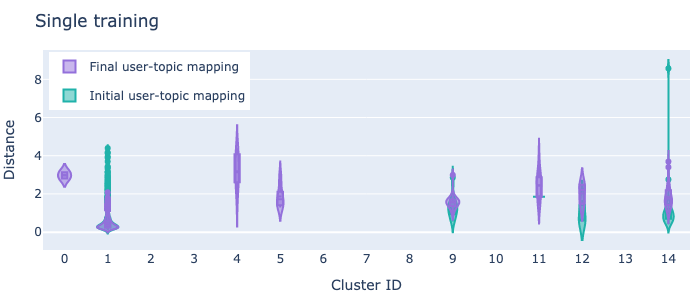 Single training
Final user-topic mapping
Initial user-topic mapping
Distance
8
6
4
2
0
0 1 2 3 4 5 6 7 8 9 10 11 12 13 14
Cluster ID